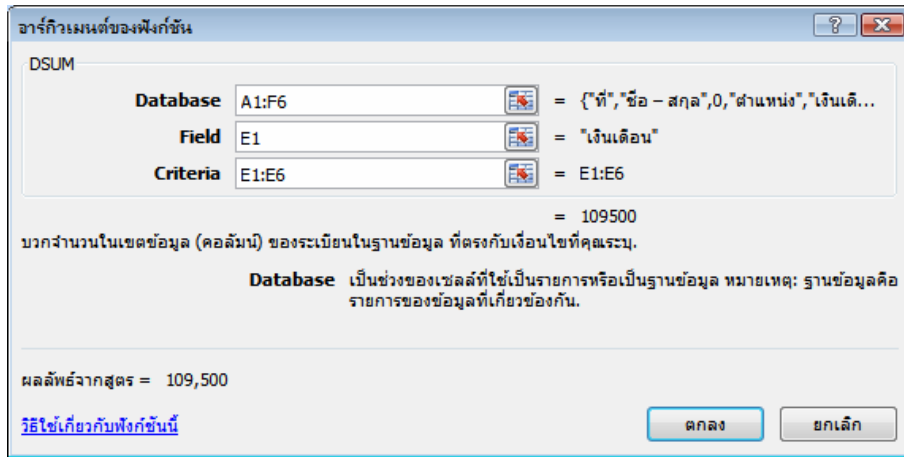 อาร์กิวเมนต์ของฟังก์ชัน
DSUM
Database A1:F6 = {"ที่","ชื่อ – สกุล",0,"ตำแหน่ง","เงินเดื...
Field E1 = "เงินเดือน"
Criteria E1:E6 = E1:E6
= 109500
บวกจำนวนในเขตข้อมูล (คอลัมน์) ของระเบียนในฐานข้อมูล ที่ตรงกับเงื่อนไขที่คุณระบุ.
Database เป็นช่วงของเซลล์ที่ใช้เป็นรายการหรือเป็นฐานข้อมูล หมายเหตุ: ฐานข้อมูลคือ
รายการของข้อมูลที่เกี่ยวข้องกัน.
ผลลัพธ์จากสูตร = 109,500
วิธีใช้เกี่ยวกับฟังก์ชันนี้ ตกลง ยกเลิก